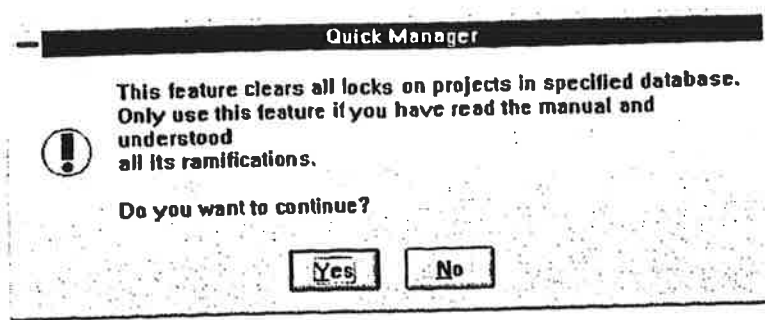 Quick Manager
This feature clears all locks on projects in specified database.
Only use this feature if you have read the manual and
understood
all its ramifications.
Do you want to continue?
Yes
No